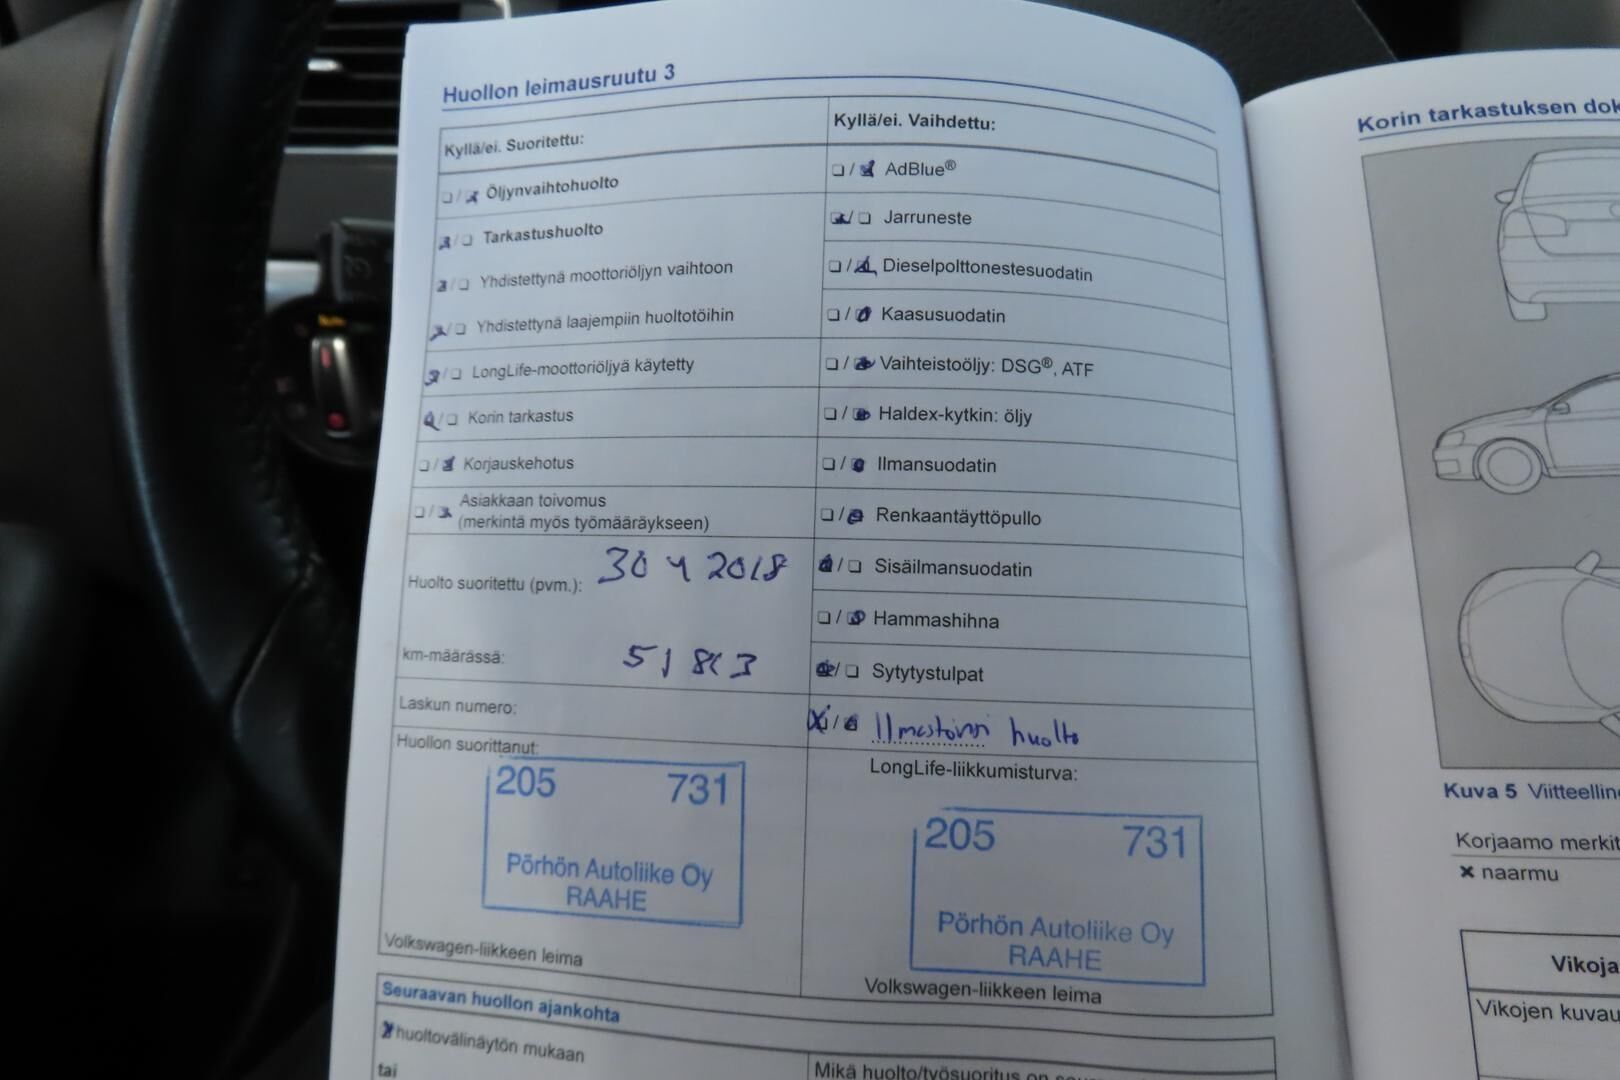 Huollon leimausruutu 3
Kyllä/ei. Suoritettu:
Öljynvaihtohuolto
Tarkastushuolto
Yhdistettynä moottoriöljyn vaihtoon
Yhdistettynä laajempiin huoltotöihin
LongLife-moottoriöljyä käytetty
Korin tarkastus
Korjauskehotus
Asiakkaan toivomus
(merkintä myös työmääräykseen)
Huolto suoritettu (pvm.): 30 4 2018
km-määrässä:
Laskun numero:
Huollon suorittanut:
205 731
Pörhön Autoliike Oy
RAAHE
Volkswagen-liikkeen leima
Kyllä/ei. Vaihdettu:
AdBlue®
Jarruneste
Dieselpolttonestesuodatin
Kaasusuodatin
Vaihteistoöljy: DSG®, ATF
Haldex-kytkin: öljy
Ilmansuodatin
Renkaantäyttöpullo
Sisäilmansuodatin
Hammashihna
Sytytystulpat
huolto
LongLife-liikkumisturva:
205 731
Pörhön Autoliike Oy
RAAHE
Volkswagen-liikkeen leima
Seuraavan huollon ajankohta
huoltovälinäytön mukaan
tai
Mikä huolto/työsuoritus on
Korin tarkastuksen dok
Kuva 5 Viitteelline
Korjaamo merkit
× naarmu
Vikoja
Vikojen kuvau